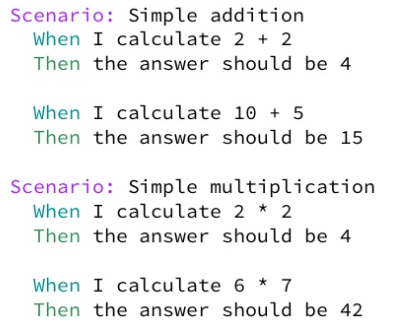 Scenario: Simple addition
When I calculate 2 + 2
Then the answer should be 4
When I calculate 10 + 5
Then the answer should be 15
Scenario: Simple multiplication
When I calculate 2 * 2
Then the answer should be 4
When I calculate 6 * 7
Then the answer should be 42